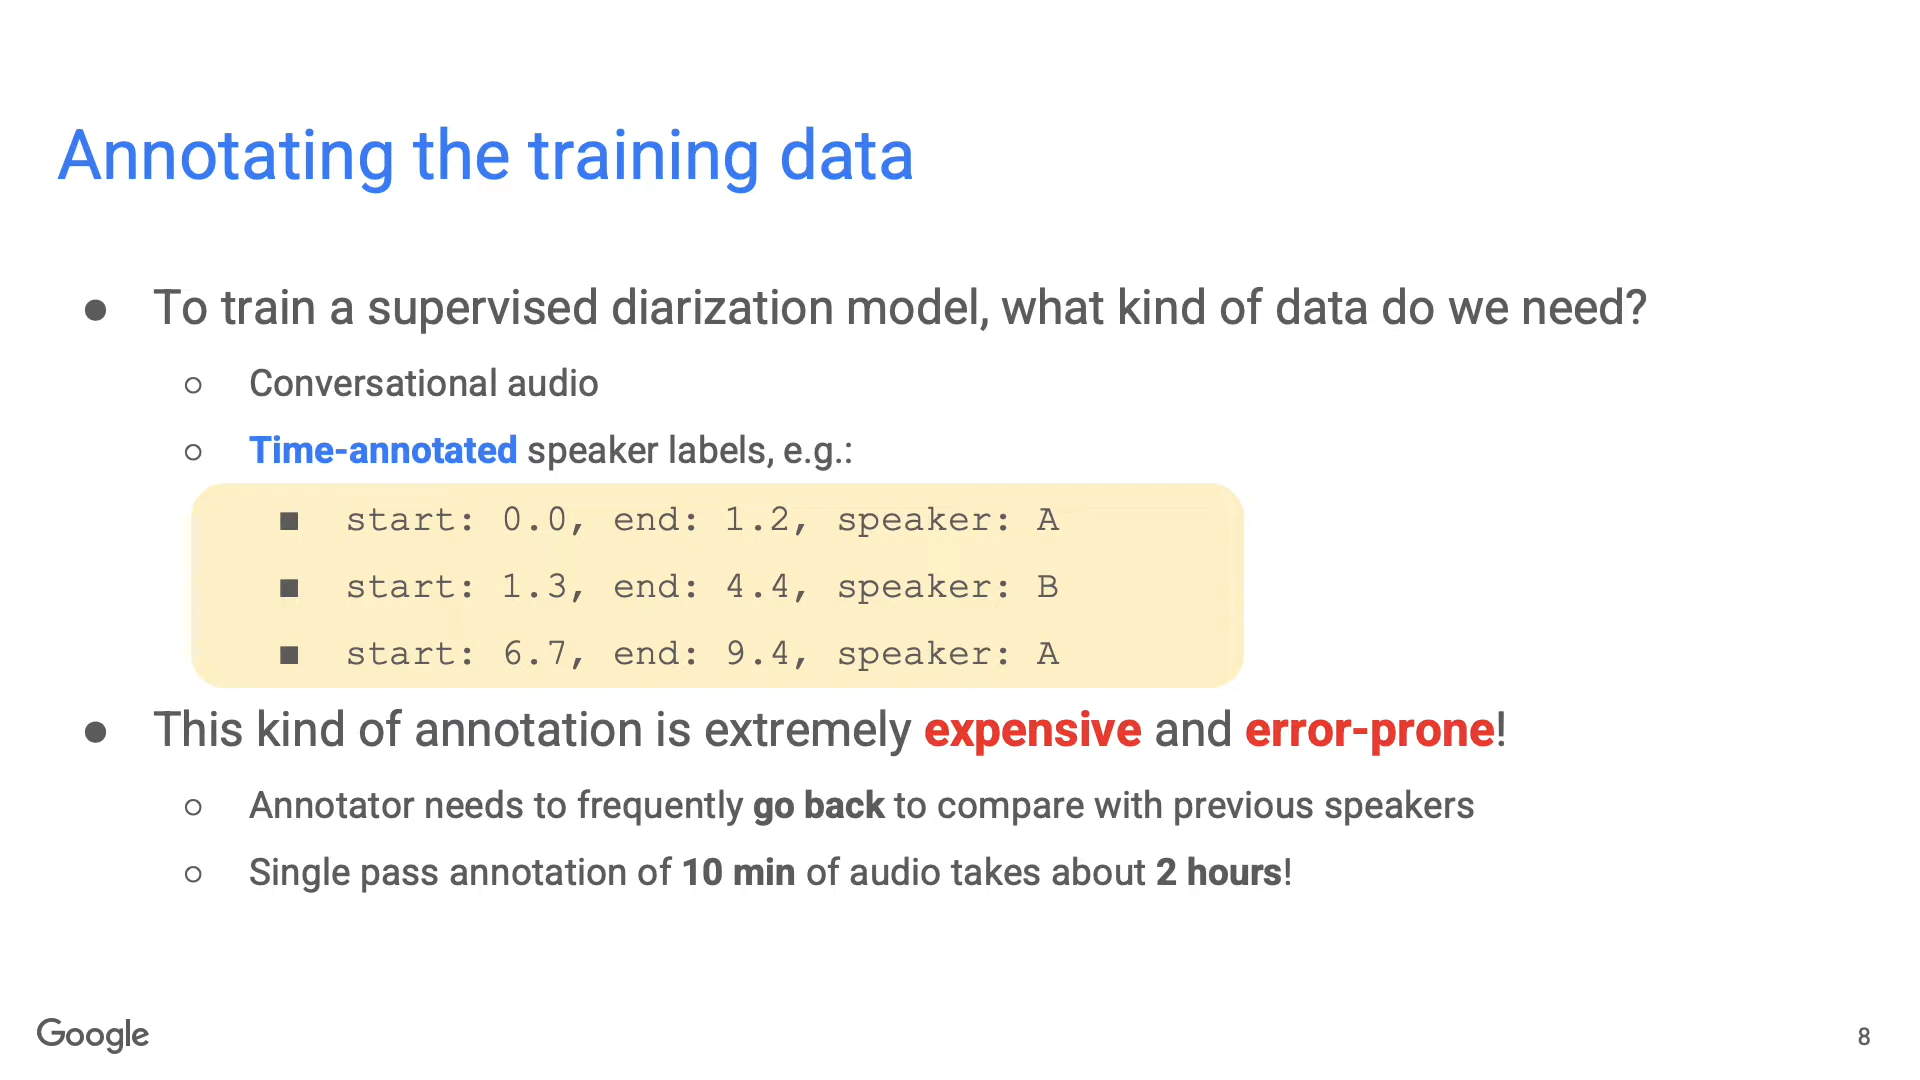 Annotating the training data
● To train a supervised diarization model, what kind of data do we need?
○ Conversational audio
○ Time-annotated speaker labels, e.g.:
■ start: 0.0, end: 1.2, speaker: A
■ start: 1.3, end: 4.4, speaker: B
■ start: 6.7, end: 9.4, speaker: A
● This kind of annotation is extremely expensive and error-prone!
○ Annotator needs to frequently go back to compare with previous speakers
○ Single pass annotation of 10 min of audio takes about 2 hours!
Google
8